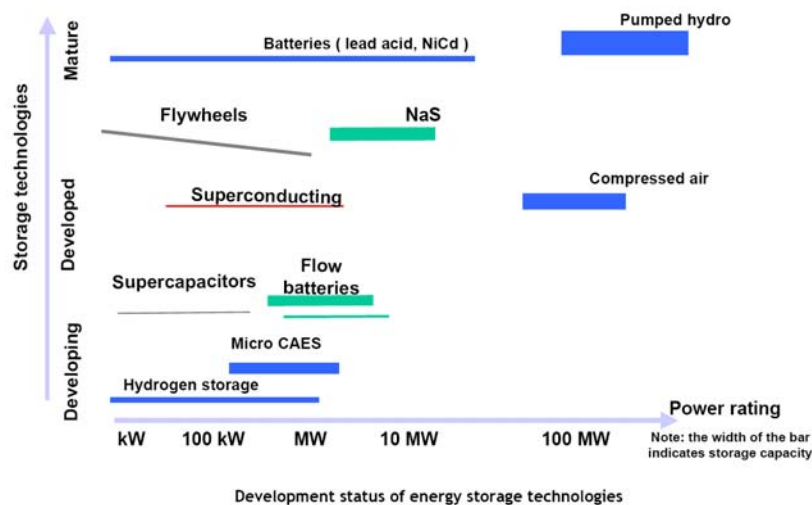 Pumped hydro
Batteries ( lead acid, NiCd )
Mature
Flywheels
NaS
Storage technologies
Compressed air
Developed
Superconducting
Flow
batteries
Supercapacitors
Micro CAES
Developing
Hydrogen storage
Power rating
kW 100 kW MW 10 MW 100 MW
Note: the width of the bar
indicates storage capacity
Development status of energy storage technologies